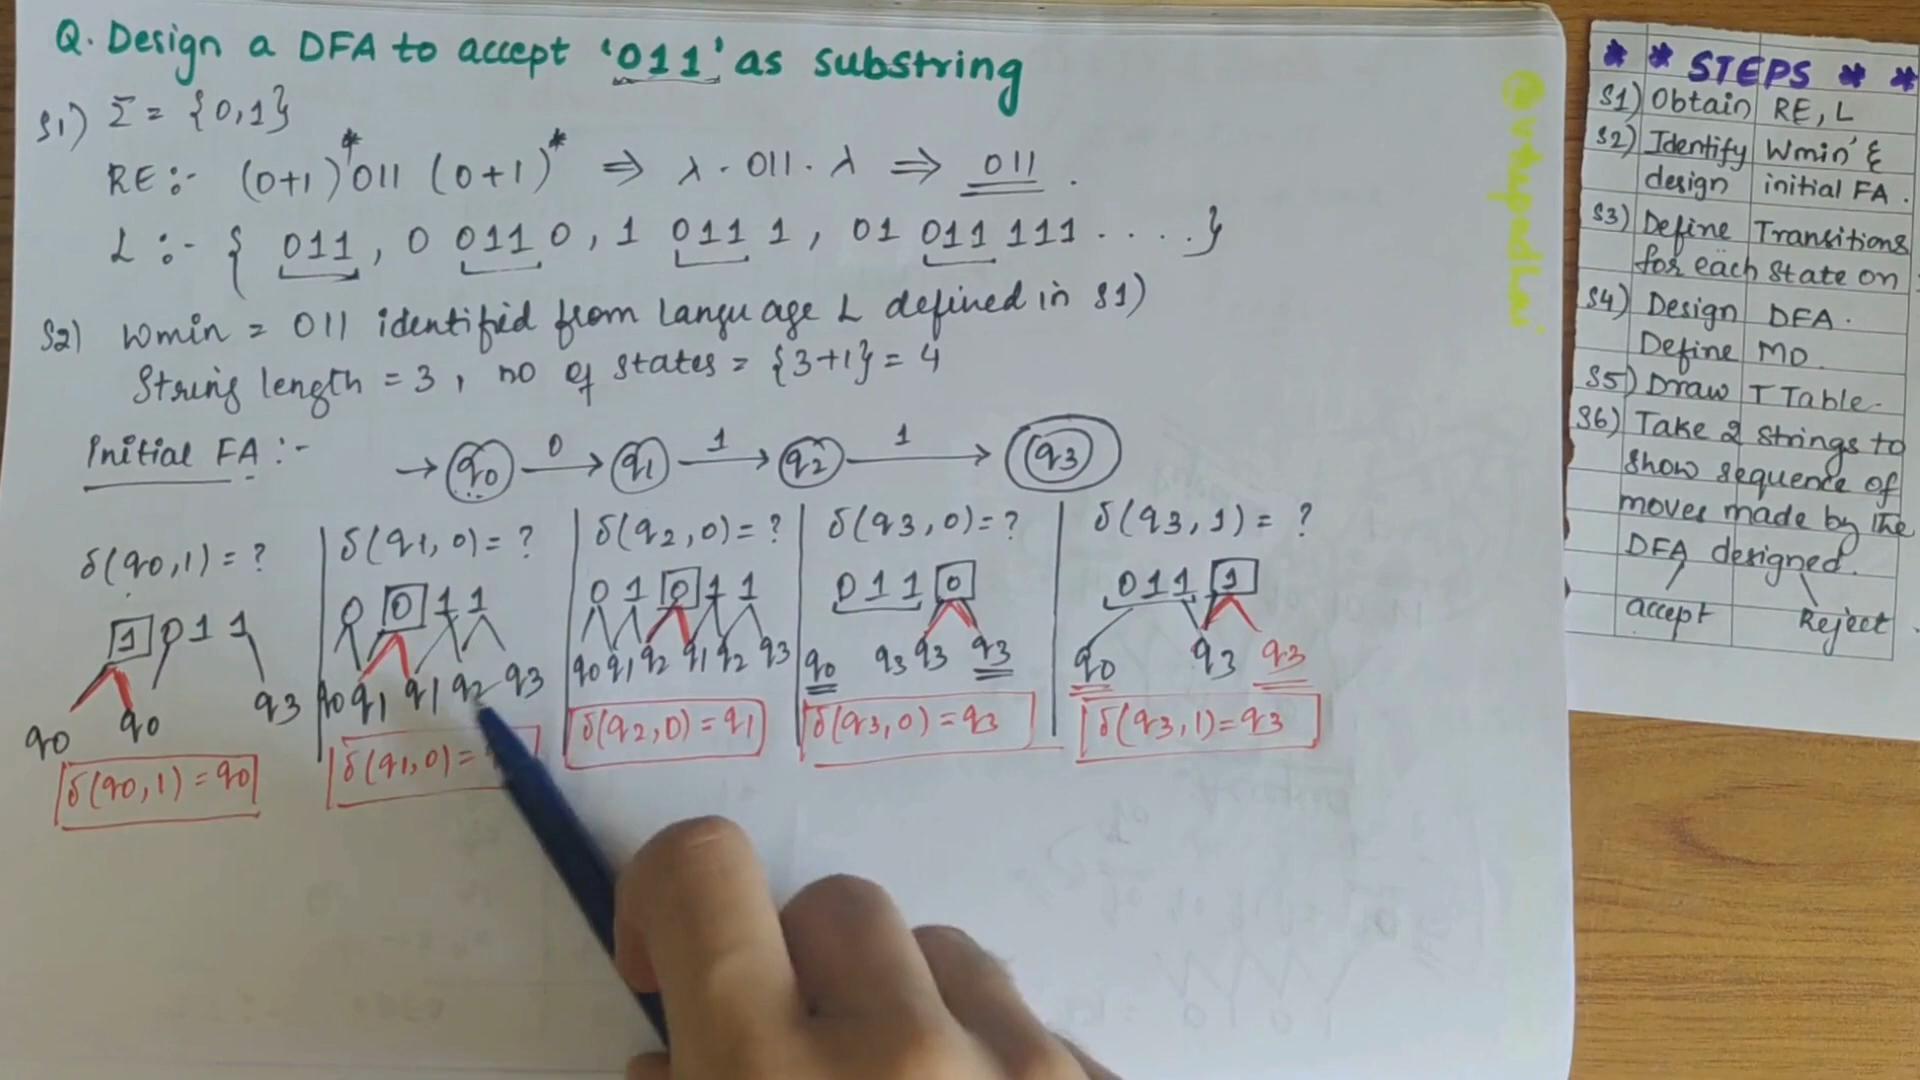 Q. Design a DFA to accept '011' as substring
S1) Σ = {0,1}
RE:- (0+1)* 011 (0+1)* ⇒ λ · 011 · λ ⇒ 011 .
L :- { 011 , 0 011 0 , 1 011 1 , 01 011 111 · · · · · }
S2) Wmin = 011 identified from Language L defined in S1)
String length = 3 , no of states = {3+1} = 4
Initial FA :-
→ q0 0 → q1 1 → q2 1 → q3
δ(q0,1) = ?
1 0 1 1
q0 q0 q3
δ(q0,1) = q0
δ(q1,0) = ?
0 0 1 1
q0 q1 q1 q2 q3
δ(q1,0) =
δ(q2,0) = ?
0 1 0 1 1
q0 q1 q2 q1 q2 q3
δ(q2,0) = q1
δ(q3,0) = ?
0 1 1 0
q0 q3 q3 q3
δ(q3,0) = q3
δ(q3,1) = ?
0 1 1 1
q0 q3 q3
δ(q3,1) = q3
* * STEPS * *
S1) Obtain RE, L
S2) Identify Wmin' &
design initial FA .
S3) Define Transitions
for each state on
S4) Design DFA .
Define MD.
S5) Draw T Table.
S6) Take 2 strings to
show sequence of
moves made by the
DFA designed.
accept Reject